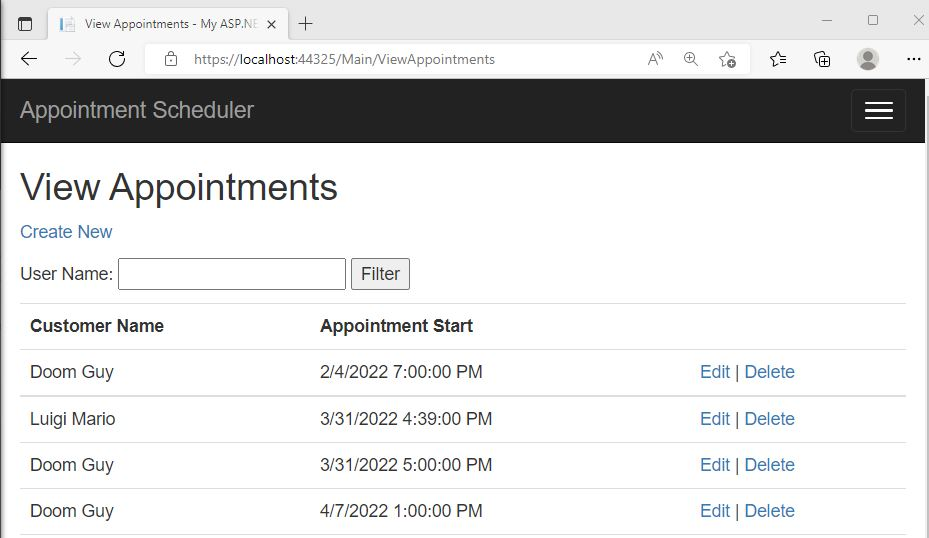 View Appointments - My ASP.NE
https://localhost:44325/Main/ViewAppointments
Appointment Scheduler
View Appointments
Create New
User Name: Filter
Customer Name Appointment Start
Doom Guy 2/4/2022 7:00:00 PM Edit | Delete
Luigi Mario 3/31/2022 4:39:00 PM Edit | Delete
Doom Guy 3/31/2022 5:00:00 PM Edit | Delete
Doom Guy 4/7/2022 1:00:00 PM Edit | Delete